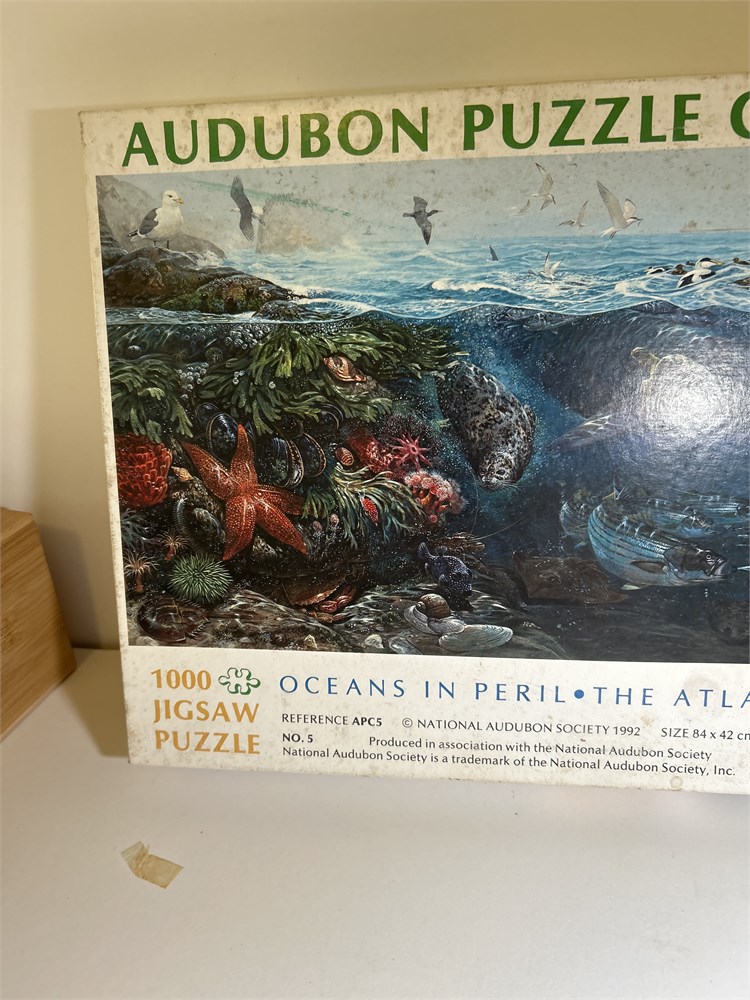 AUDUBON PUZZLE
1000
JIGSAW
PUZZLE
OCEANS IN PERIL • THE ATLA
REFERENCE APC5 © NATIONAL AUDUBON SOCIETY 1992 SIZE 84 x 42 cm
NO. 5 Produced in association with the National Audubon Society
National Audubon Society is a trademark of the National Audubon Society, Inc.